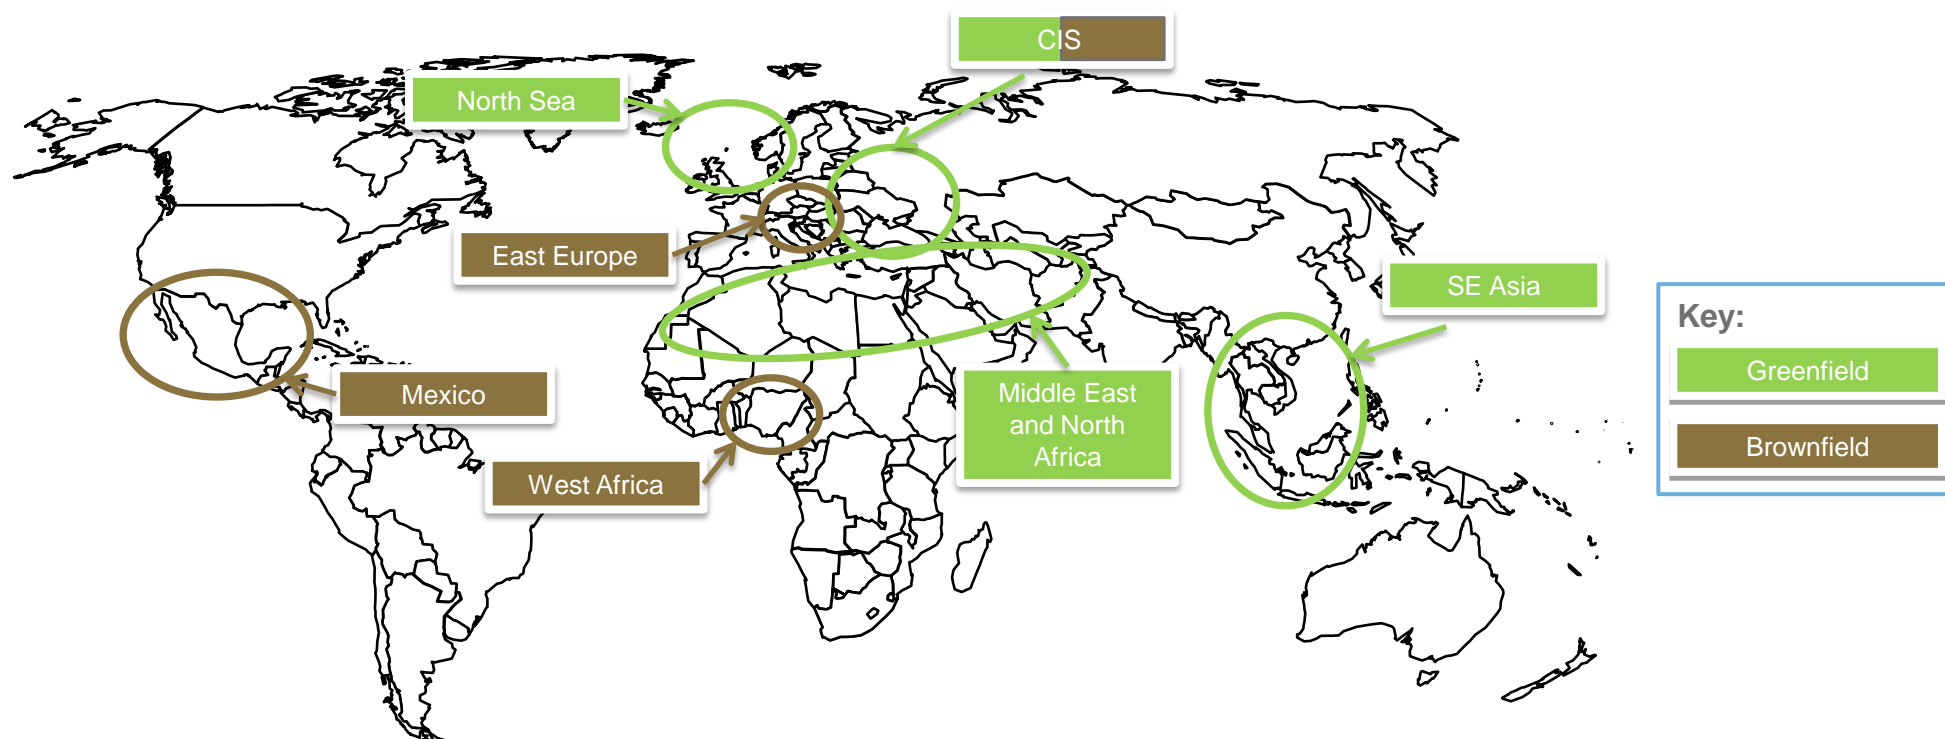 CIS
North Sea
East Europe
SE Asia
Mexico
West Africa
Middle East
and North
Africa
Key:
Greenfield
Brownfield